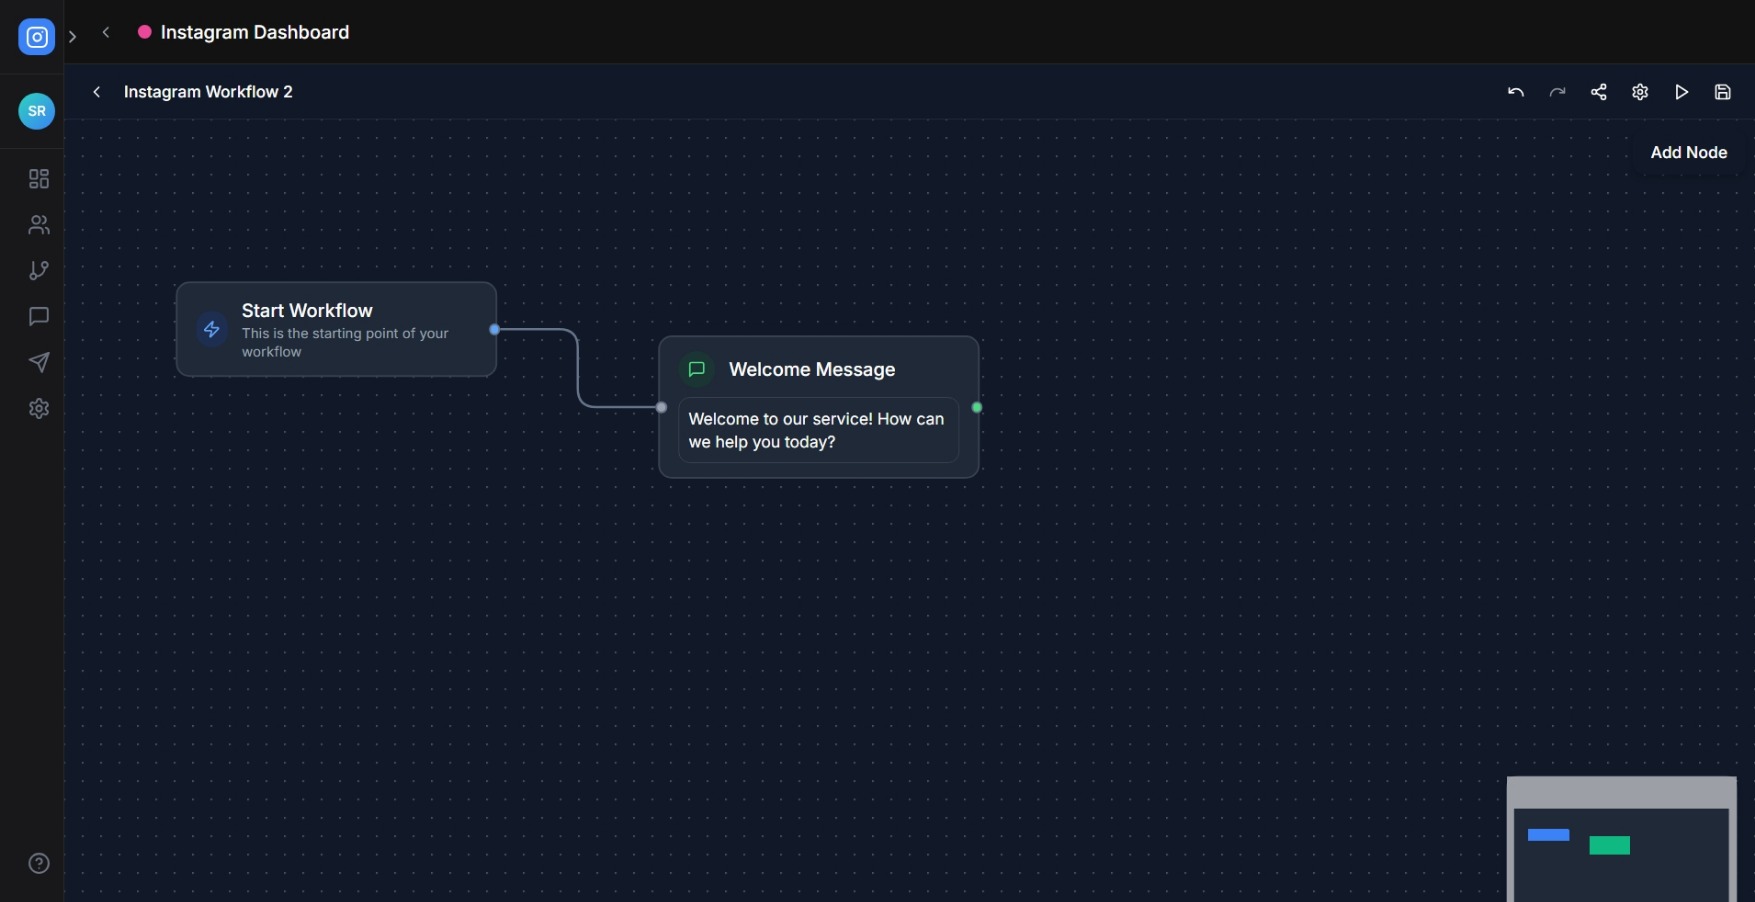 Instagram Dashboard
SR
Instagram Workflow 2
Add Node
Start Workflow
This is the starting point of your
workflow
Welcome Message
Welcome to our service! How can
we help you today?